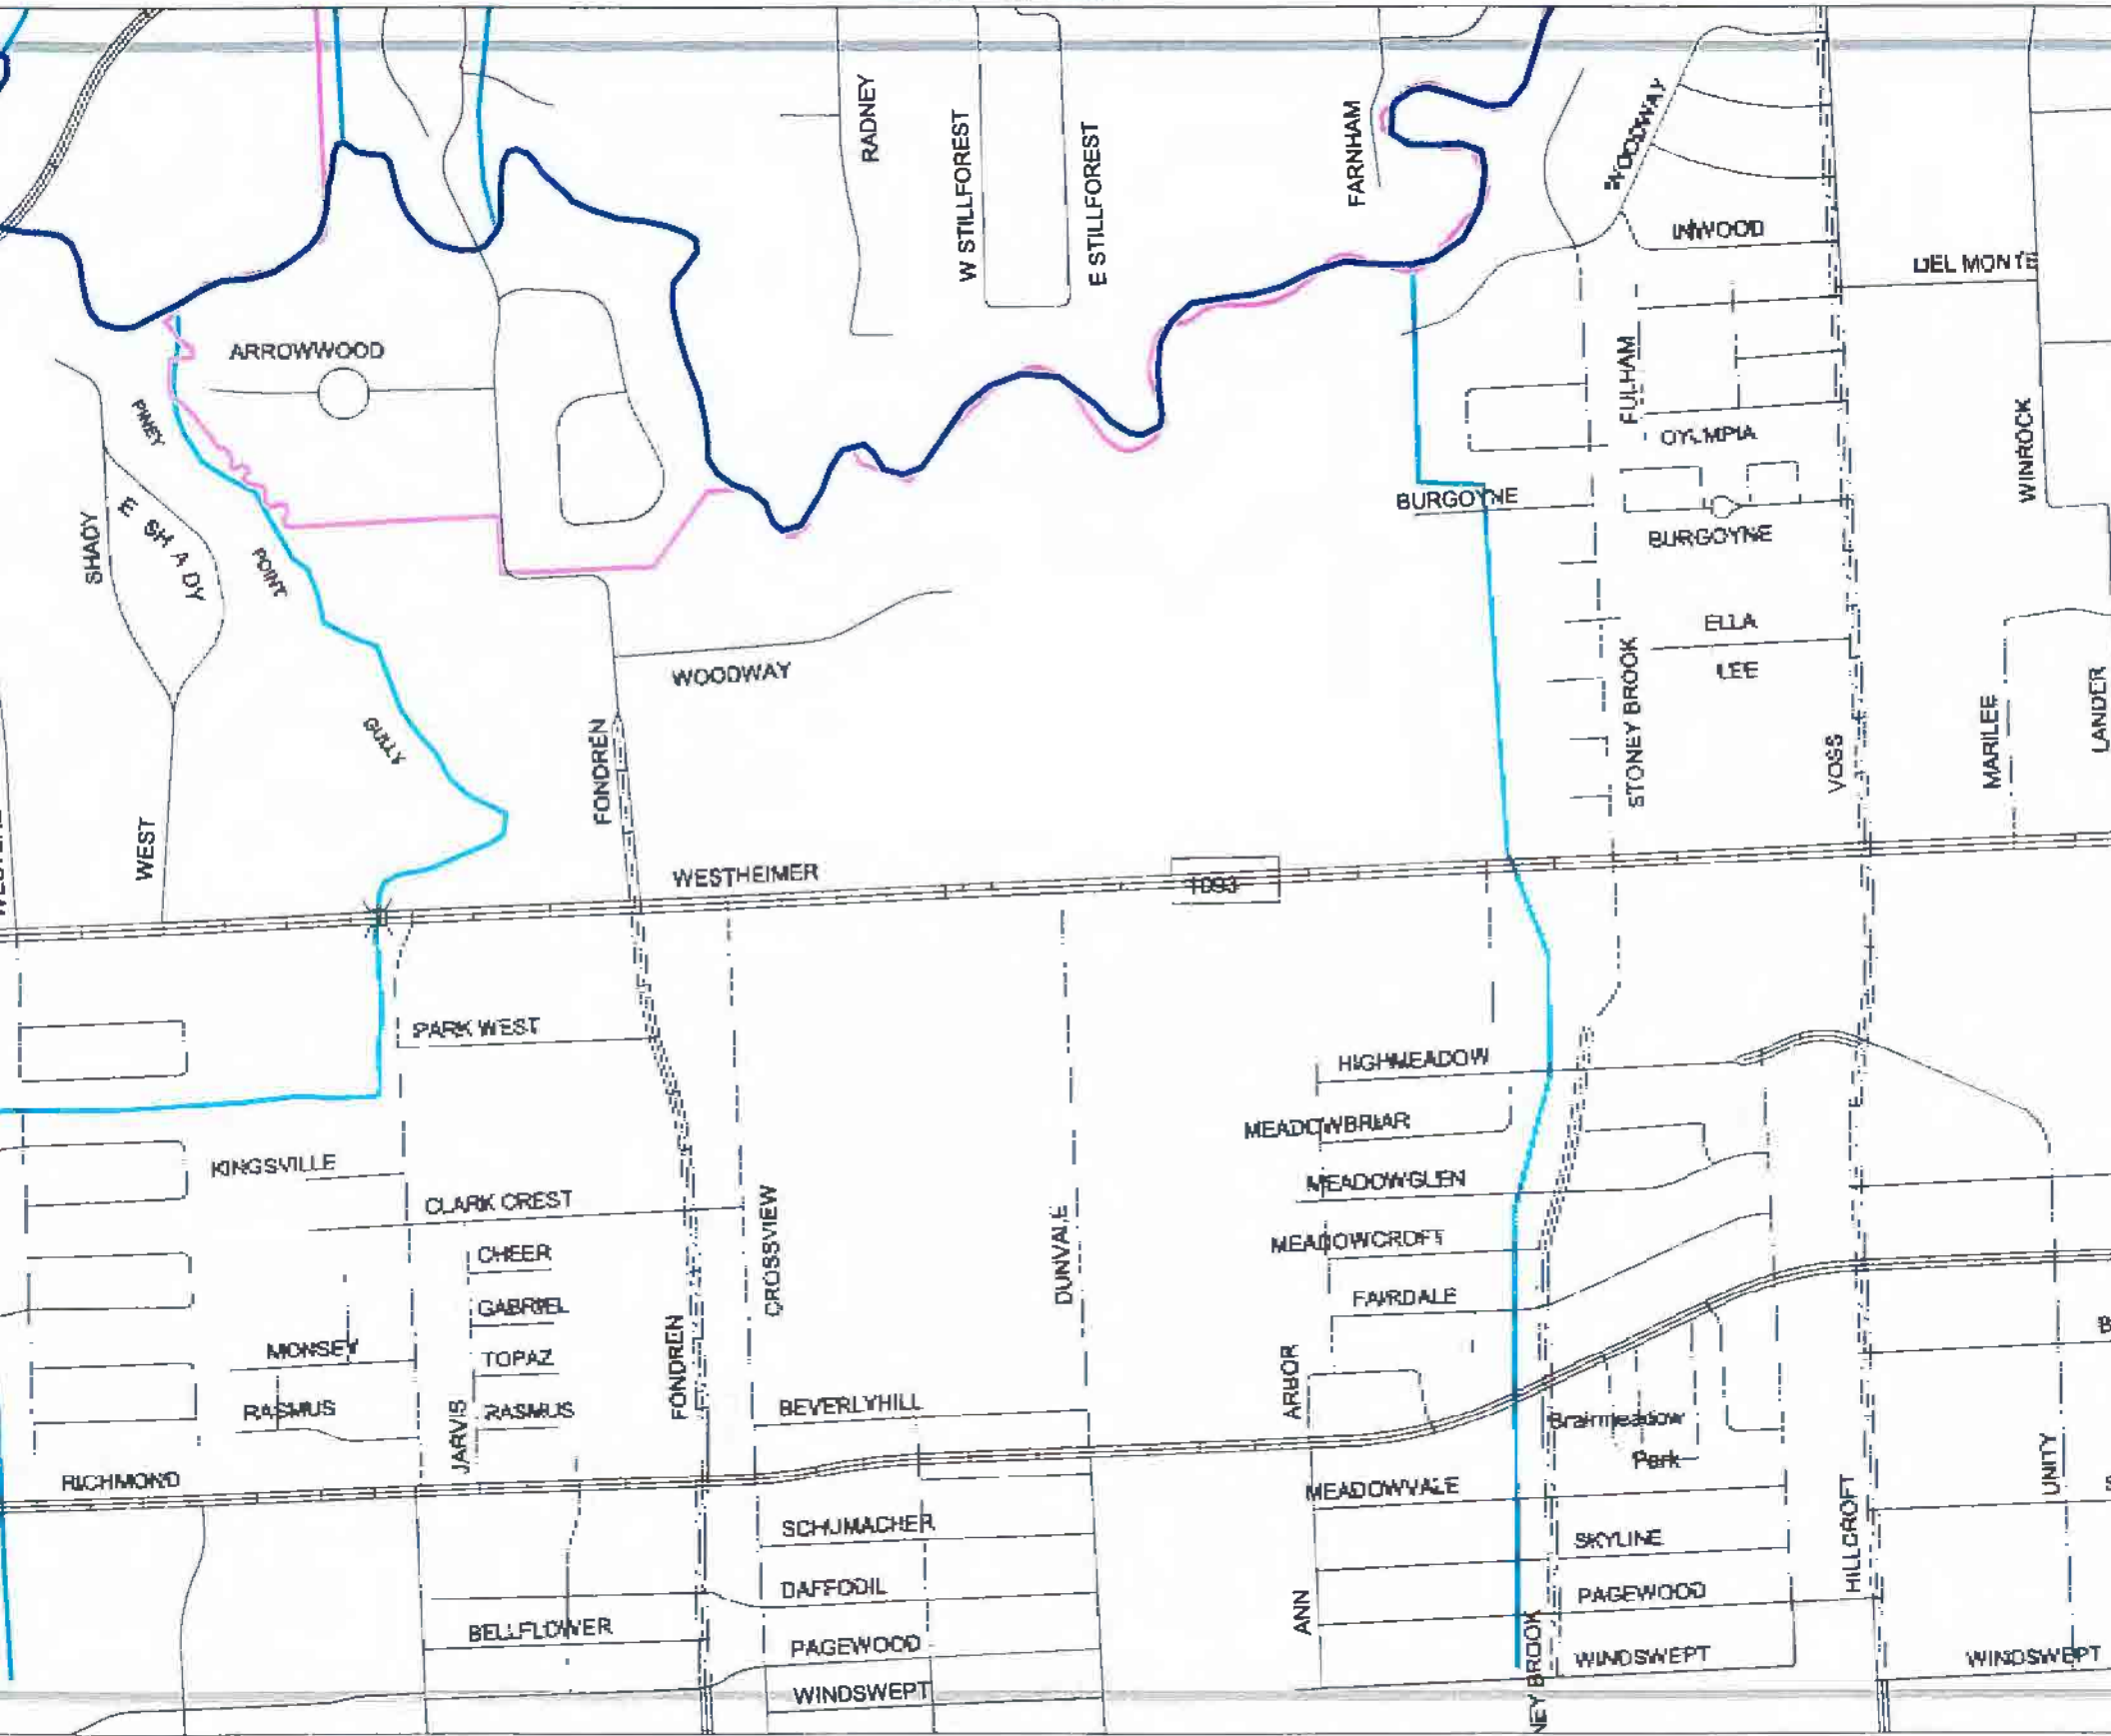 RADNEY
W STILLFOREST
E STILLFOREST
FARNHAM
WOODWAY
INWOOD
DEL MONTE
ARROWWOOD
FULHAM
OLYMPIA
WINROCK
PINEY
POINT
GULLY
SHADY
E SHADY
BURGOYNE
BURGOYNE
ELLA
LEE
WOODWAY
STONEY BROOK
VOSS
MARILEE
LANDER
FONDREN
WEST
WESTHEIMER
1093
PARK WEST
HIGHMEADOW
MEADOWBRIAR
KINGSVILLE
MEADOWGLEN
CLARK CREST
CROSSVIEW
DUNVALE
MEADOWCROFT
CHEER
GABRIEL
FAIRDALE
FONDREN
MONSEY
TOPAZ
ARBOR
RASMUS
JARVIS
RASMUS
BEVERLYHILL
Briarmeadow
Park
RICHMOND
MEADOWVALE
UNITY
SCHUMACHER
SKYLINE
HILLCROFT
DAFFODIL
PAGEWOOD
ANN
BELLFLOWER
PAGEWOOD
NEY BROOK
WINDSWEPT
WINDSWEPT
WINDSWEPT